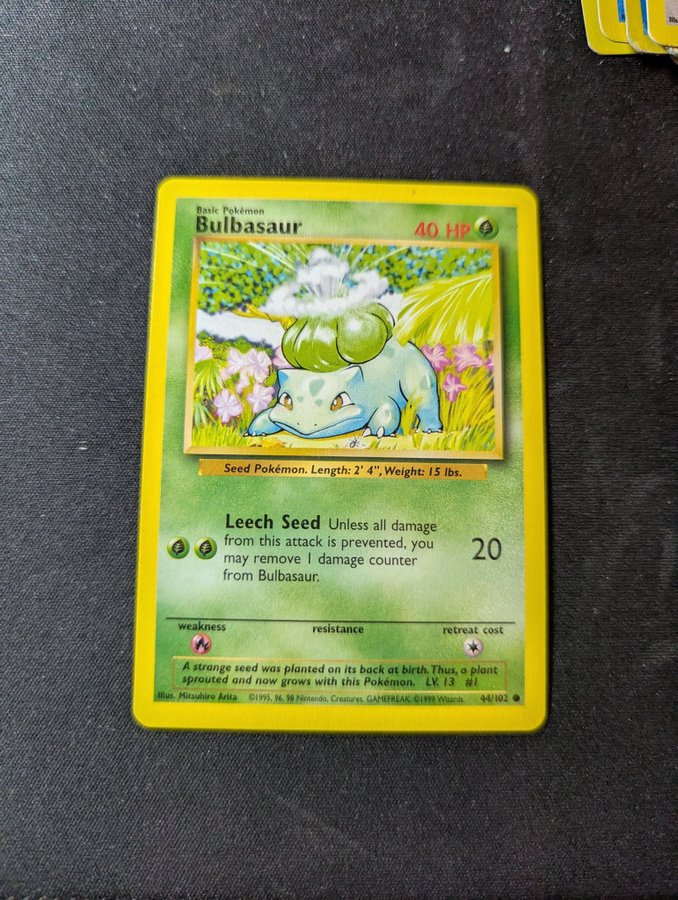 Basic Pokémon
Bulbasaur
40 HP
Seed Pokémon. Length: 2' 4", Weight: 15 lbs.
Leech Seed Unless all damage
from this attack is prevented, you
may remove 1 damage counter
from Bulbasaur.
20
weakness resistance retreat cost
A strange seed was planted on its back at birth. Thus, a plant
sprouted and now grows with this Pokémon. LV. 13 #1
Illus. Mitsuhiro Arita ©1995, 96, 98 Nintendo, Creatures, GAMEFREAK. ©1999 Wizards. 44/102